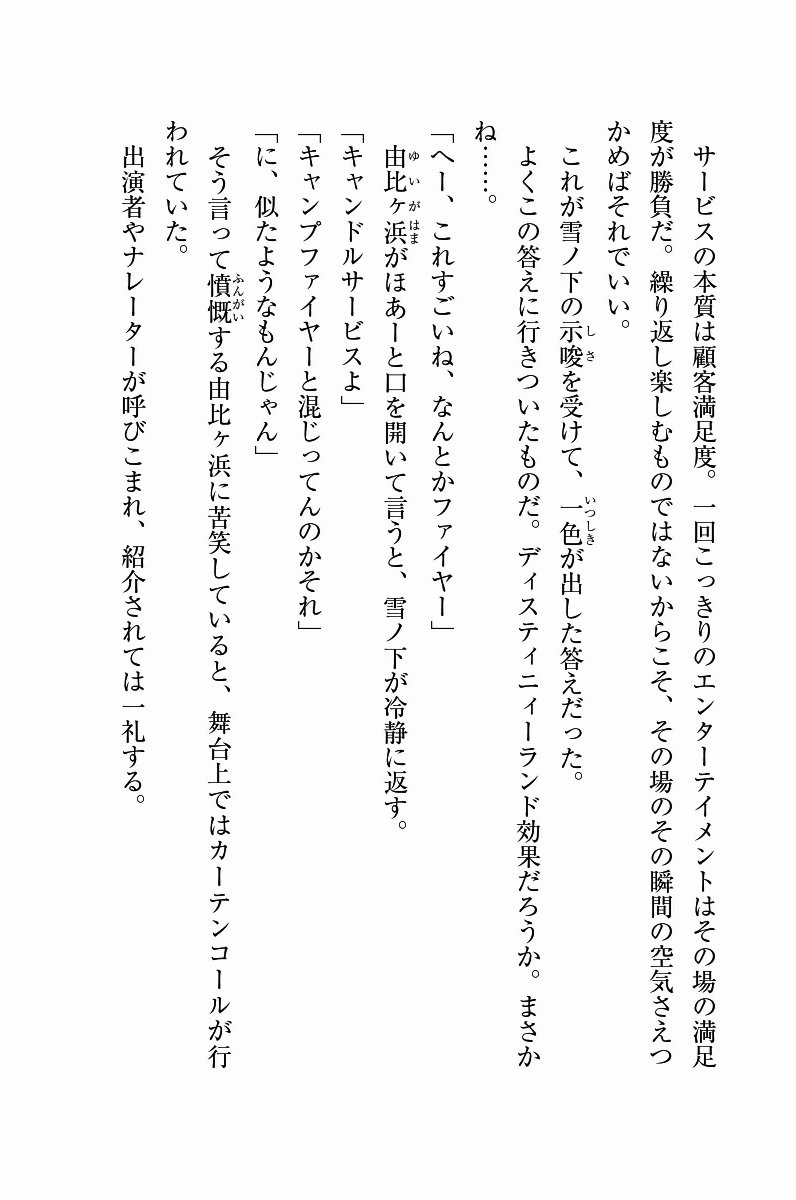 サービスの本質は顧客満足度。一回こっきりのエンターテイメントはその場の満足
度が勝負だ。繰り返し楽しむものではないからこそ、その場のその瞬間の空気さえつ
かめばそれでいい。
　これが雪ノ下の示唆を受けて、一色が出した答えだった。
　よくこの答えに行きついたものだ。ディスティニィーランド効果だろうか。まさか
ね……。
「へー、これすごいね、なんとかファイヤー」
　由比ヶ浜がほあーと口を開いて言うと、雪ノ下が冷静に返す。
「キャンドルサービスよ」
「キャンプファイヤーと混じってんのかそれ」
「に、似たようなもんじゃん」
　そう言って憤慨する由比ヶ浜に苦笑していると、舞台上ではカーテンコールが行
われていた。
　出演者やナレーターが呼びこまれ、紹介されては一礼する。